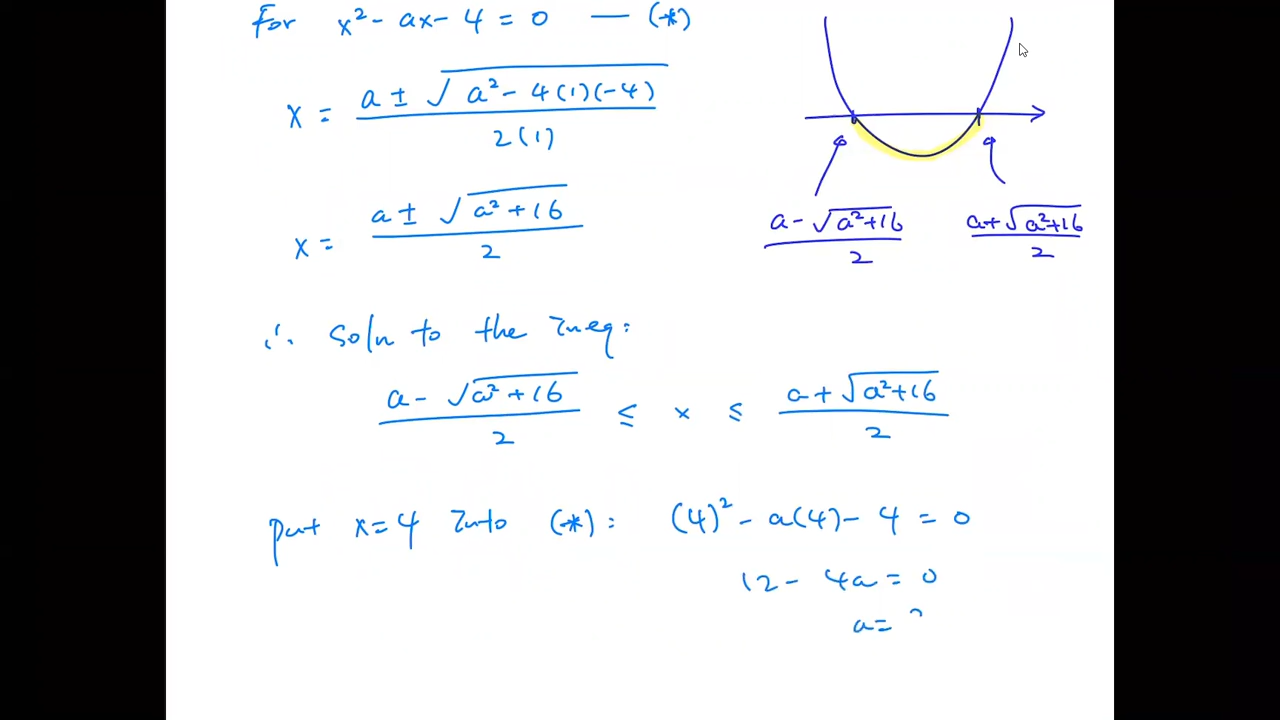 For x² - ax - 4 = 0 — (*)
x = (a ± √(a² - 4(1)(-4))) / 2(1)
x = (a ± √(a² + 16)) / 2
(a - √(a²+16)) / 2   (a + √(a²+16)) / 2
∴ Soln to the Ineq:
(a - √(a² + 16)) / 2 ≤ x ≤ (a + √(a²+16)) / 2
put x=4 Into (*): (4)² - a(4) - 4 = 0
12 - 4a = 0
a =